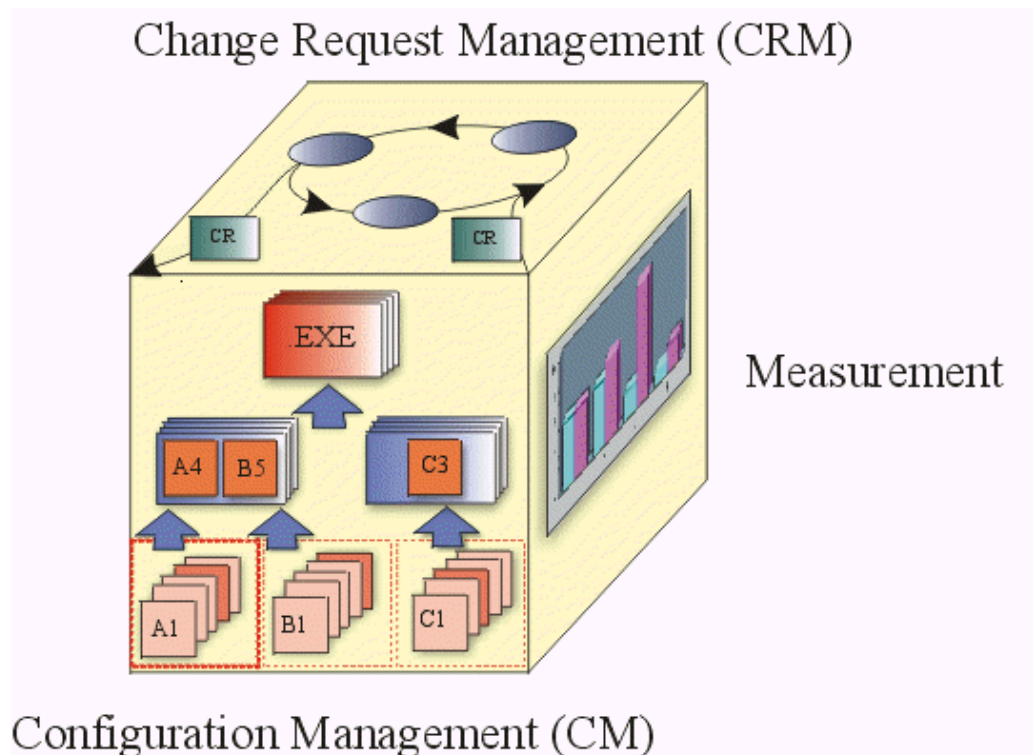 Change Request Management (CRM)
CR
CR
.EXE
Measurement
A4
B5
C3
A1
B1
C1
Configuration Management (CM)